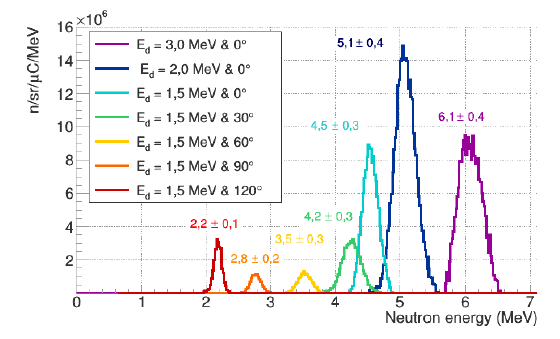 ×10⁶
n/sr/μC/MeV
16
14
12
10
8
6
4
2
E_d = 3,0 MeV & 0°
E_d = 2,0 MeV & 0°
E_d = 1,5 MeV & 0°
E_d = 1,5 MeV & 30°
E_d = 1,5 MeV & 60°
E_d = 1,5 MeV & 90°
E_d = 1,5 MeV & 120°
5,1 ± 0,4
6,1 ± 0,4
4,5 ± 0,3
4,2 ± 0,3
2,2 ± 0,1
3,5 ± 0,3
2,8 ± 0,2
0 1 2 3 4 5 6 7
Neutron energy (MeV)